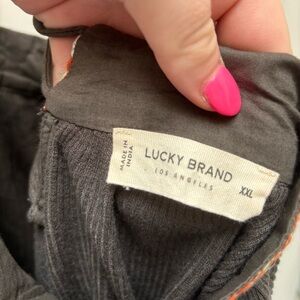 MADE IN
INDIA
LUCKY BRAND
LOS ANGELES
XXL